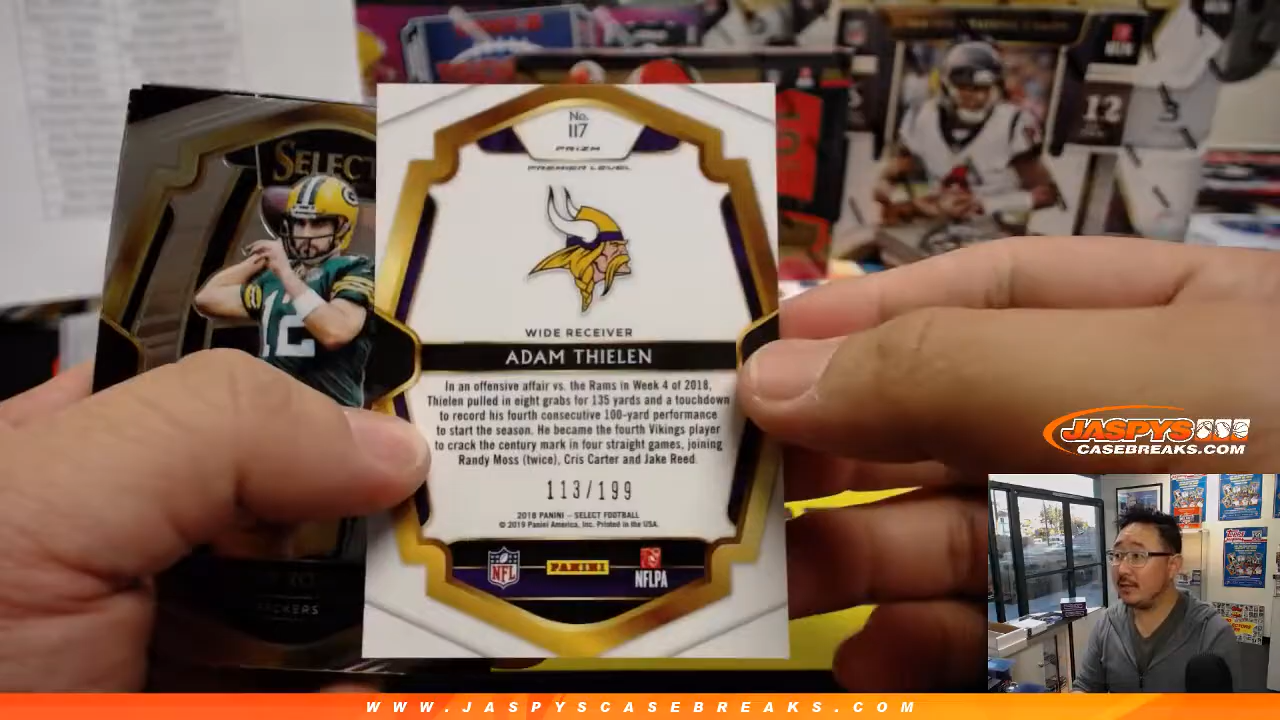 No.
117
PRIZM
PREMIER LEVEL
SELECT
12
WIDE RECEIVER
ADAM THIELEN
In an offensive affair vs. the Rams in Week 4 of 2018,
Thielen pulled in eight grabs for 135 yards and a touchdown
to record his fourth consecutive 100-yard performance
to start the season. He became the fourth Vikings player
to crack the century mark in four straight games, joining
Randy Moss (twice), Cris Carter and Jake Reed.
113/199
2018 PANINI – SELECT FOOTBALL
© 2019 Panini America, Inc. Printed in the USA.
NFL
PANINI
NFLPA
PACKERS
12
JASPYS
CASEBREAKS.COM
WWW.JASPYSCASEBREAKS.COM